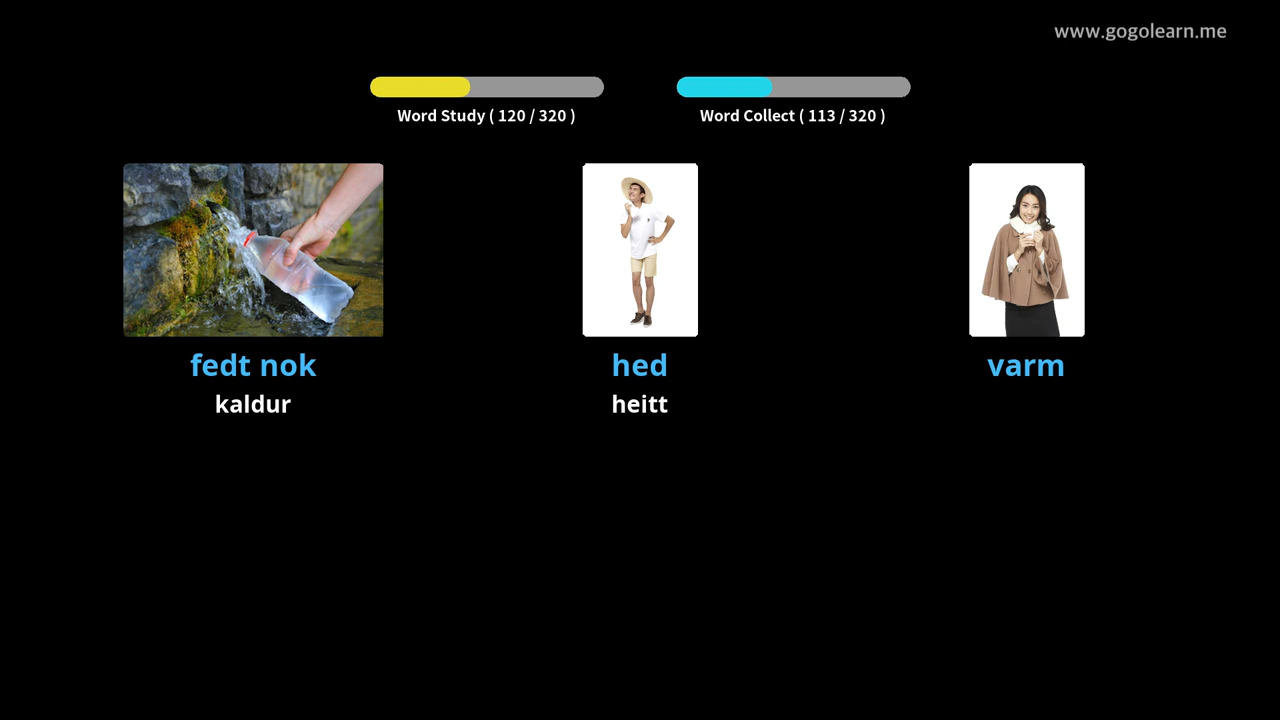 www.gogolearn.me
Word Study ( 120 / 320 )
Word Collect ( 113 / 320 )
fedt nok
hed
varm
kaldur
heitt